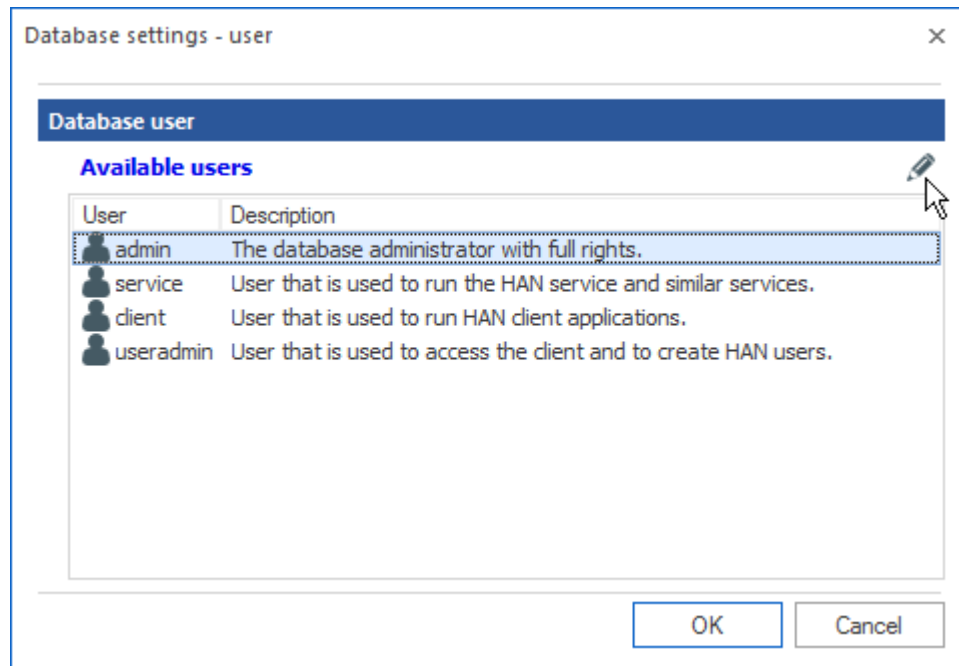 Database settings - user
Database user
Available users
User Description
admin The database administrator with full rights.
service User that is used to run the HAN service and similar services.
client User that is used to run HAN client applications.
useradmin User that is used to access the client and to create HAN users.
OK Cancel